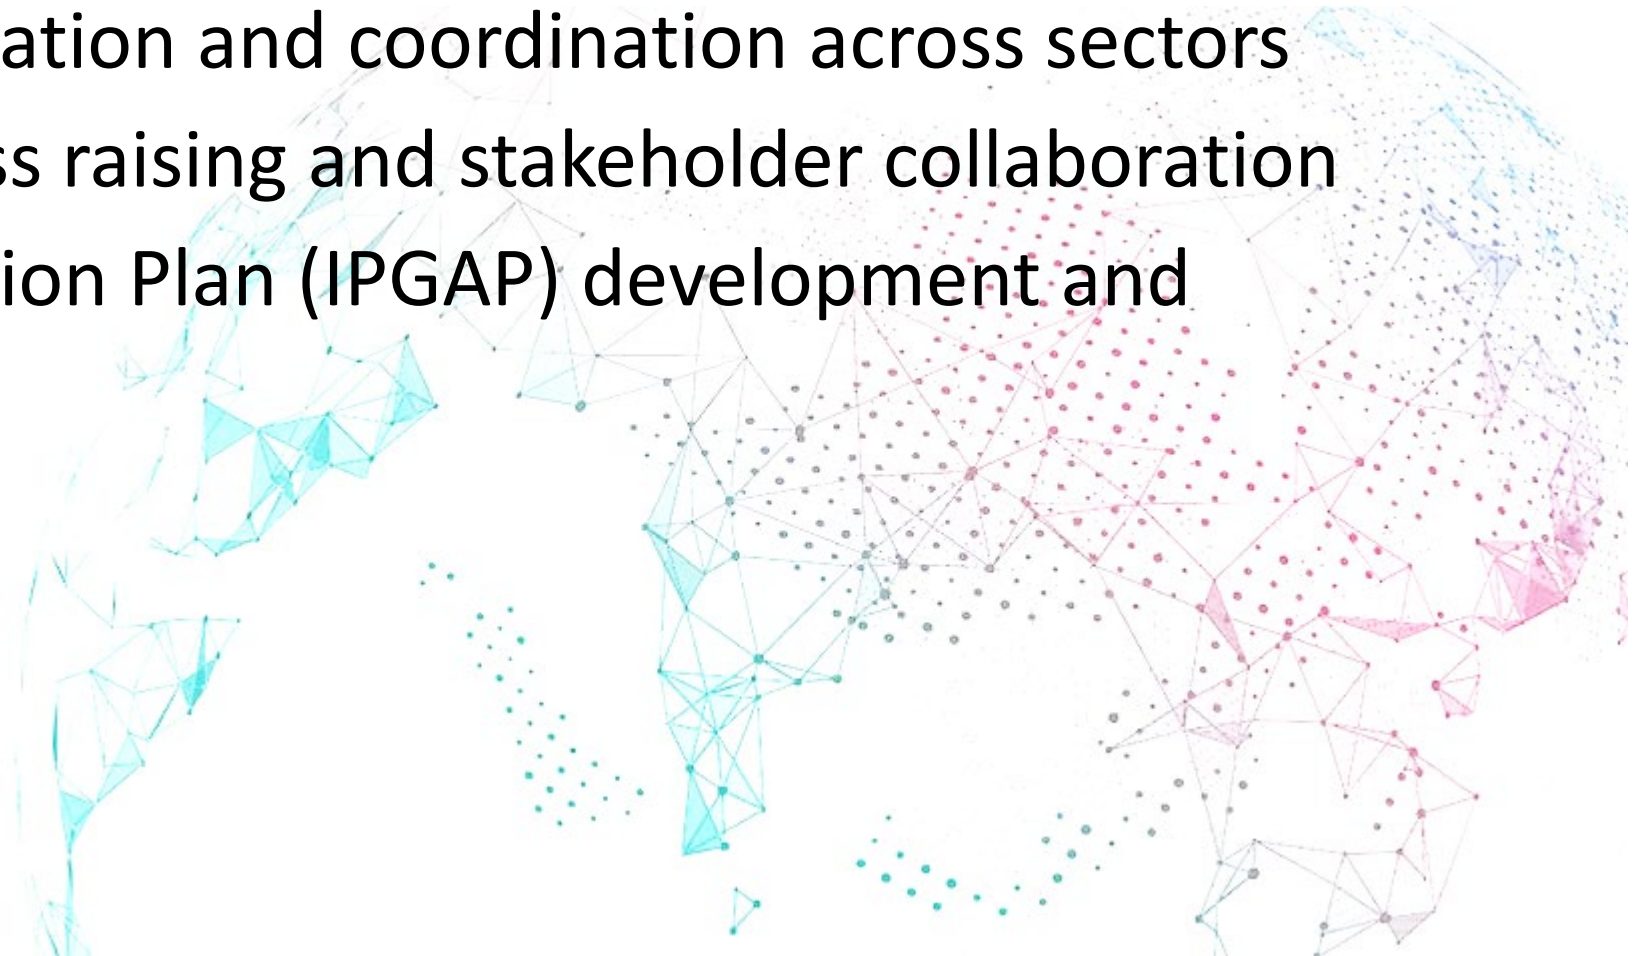 ation and coordination across sectors
ss raising and stakeholder collaboration
ion Plan (IPGAP) development and